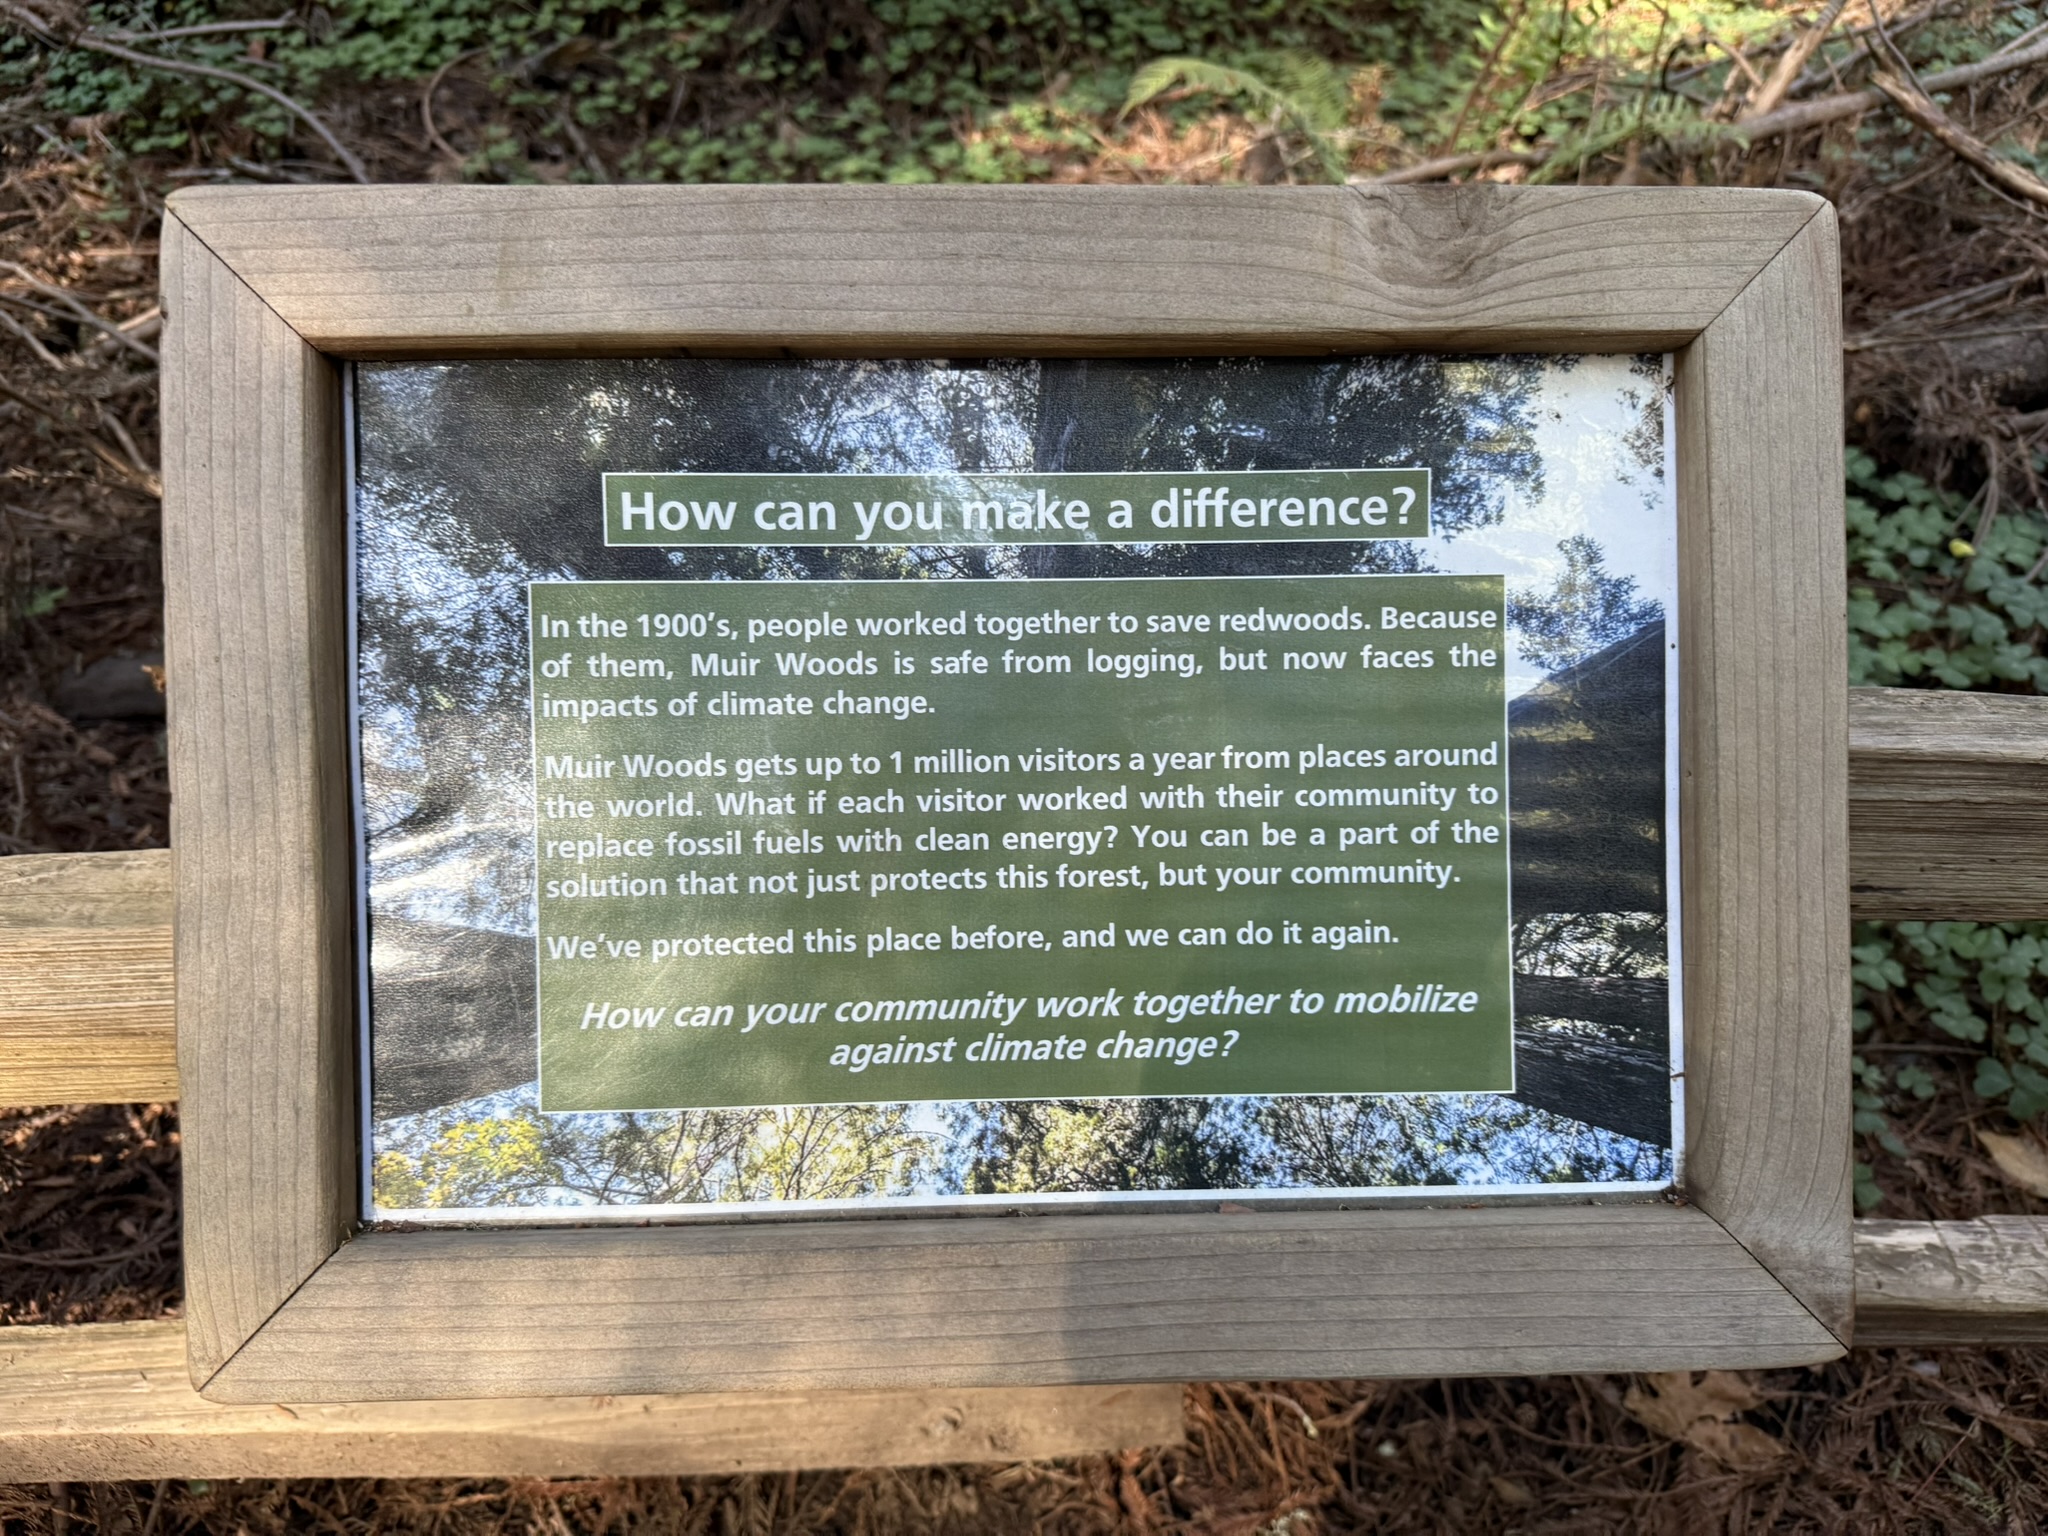 How can you make a difference?
In the 1900's, people worked together to save redwoods. Because
of them, Muir Woods is safe from logging, but now faces the
impacts of climate change.
Muir Woods gets up to 1 million visitors a year from places around
the world. What if each visitor worked with their community to
replace fossil fuels with clean energy? You can be a part of the
solution that not just protects this forest, but your community.
We've protected this place before, and we can do it again.
How can your community work together to mobilize
against climate change?